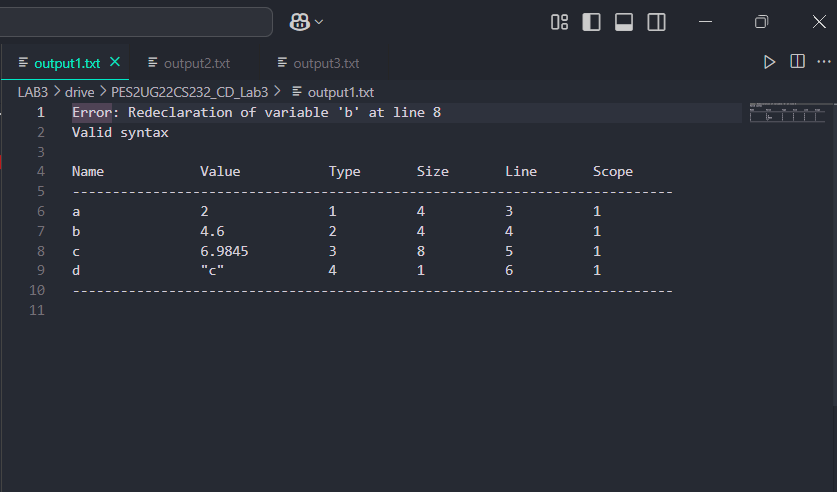 output1.txt output2.txt output3.txt
LAB3 > drive > PES2UG22CS232_CD_Lab3 > output1.txt
1 Error: Redeclaration of variable 'b' at line 8
2 Valid syntax
3
4 Name Value Type Size Line Scope
5 ---------------------------------------------------------------------------
6 a 2 1 4 3 1
7 b 4.6 2 4 4 1
8 c 6.9845 3 8 5 1
9 d "c" 4 1 6 1
10 ---------------------------------------------------------------------------
11